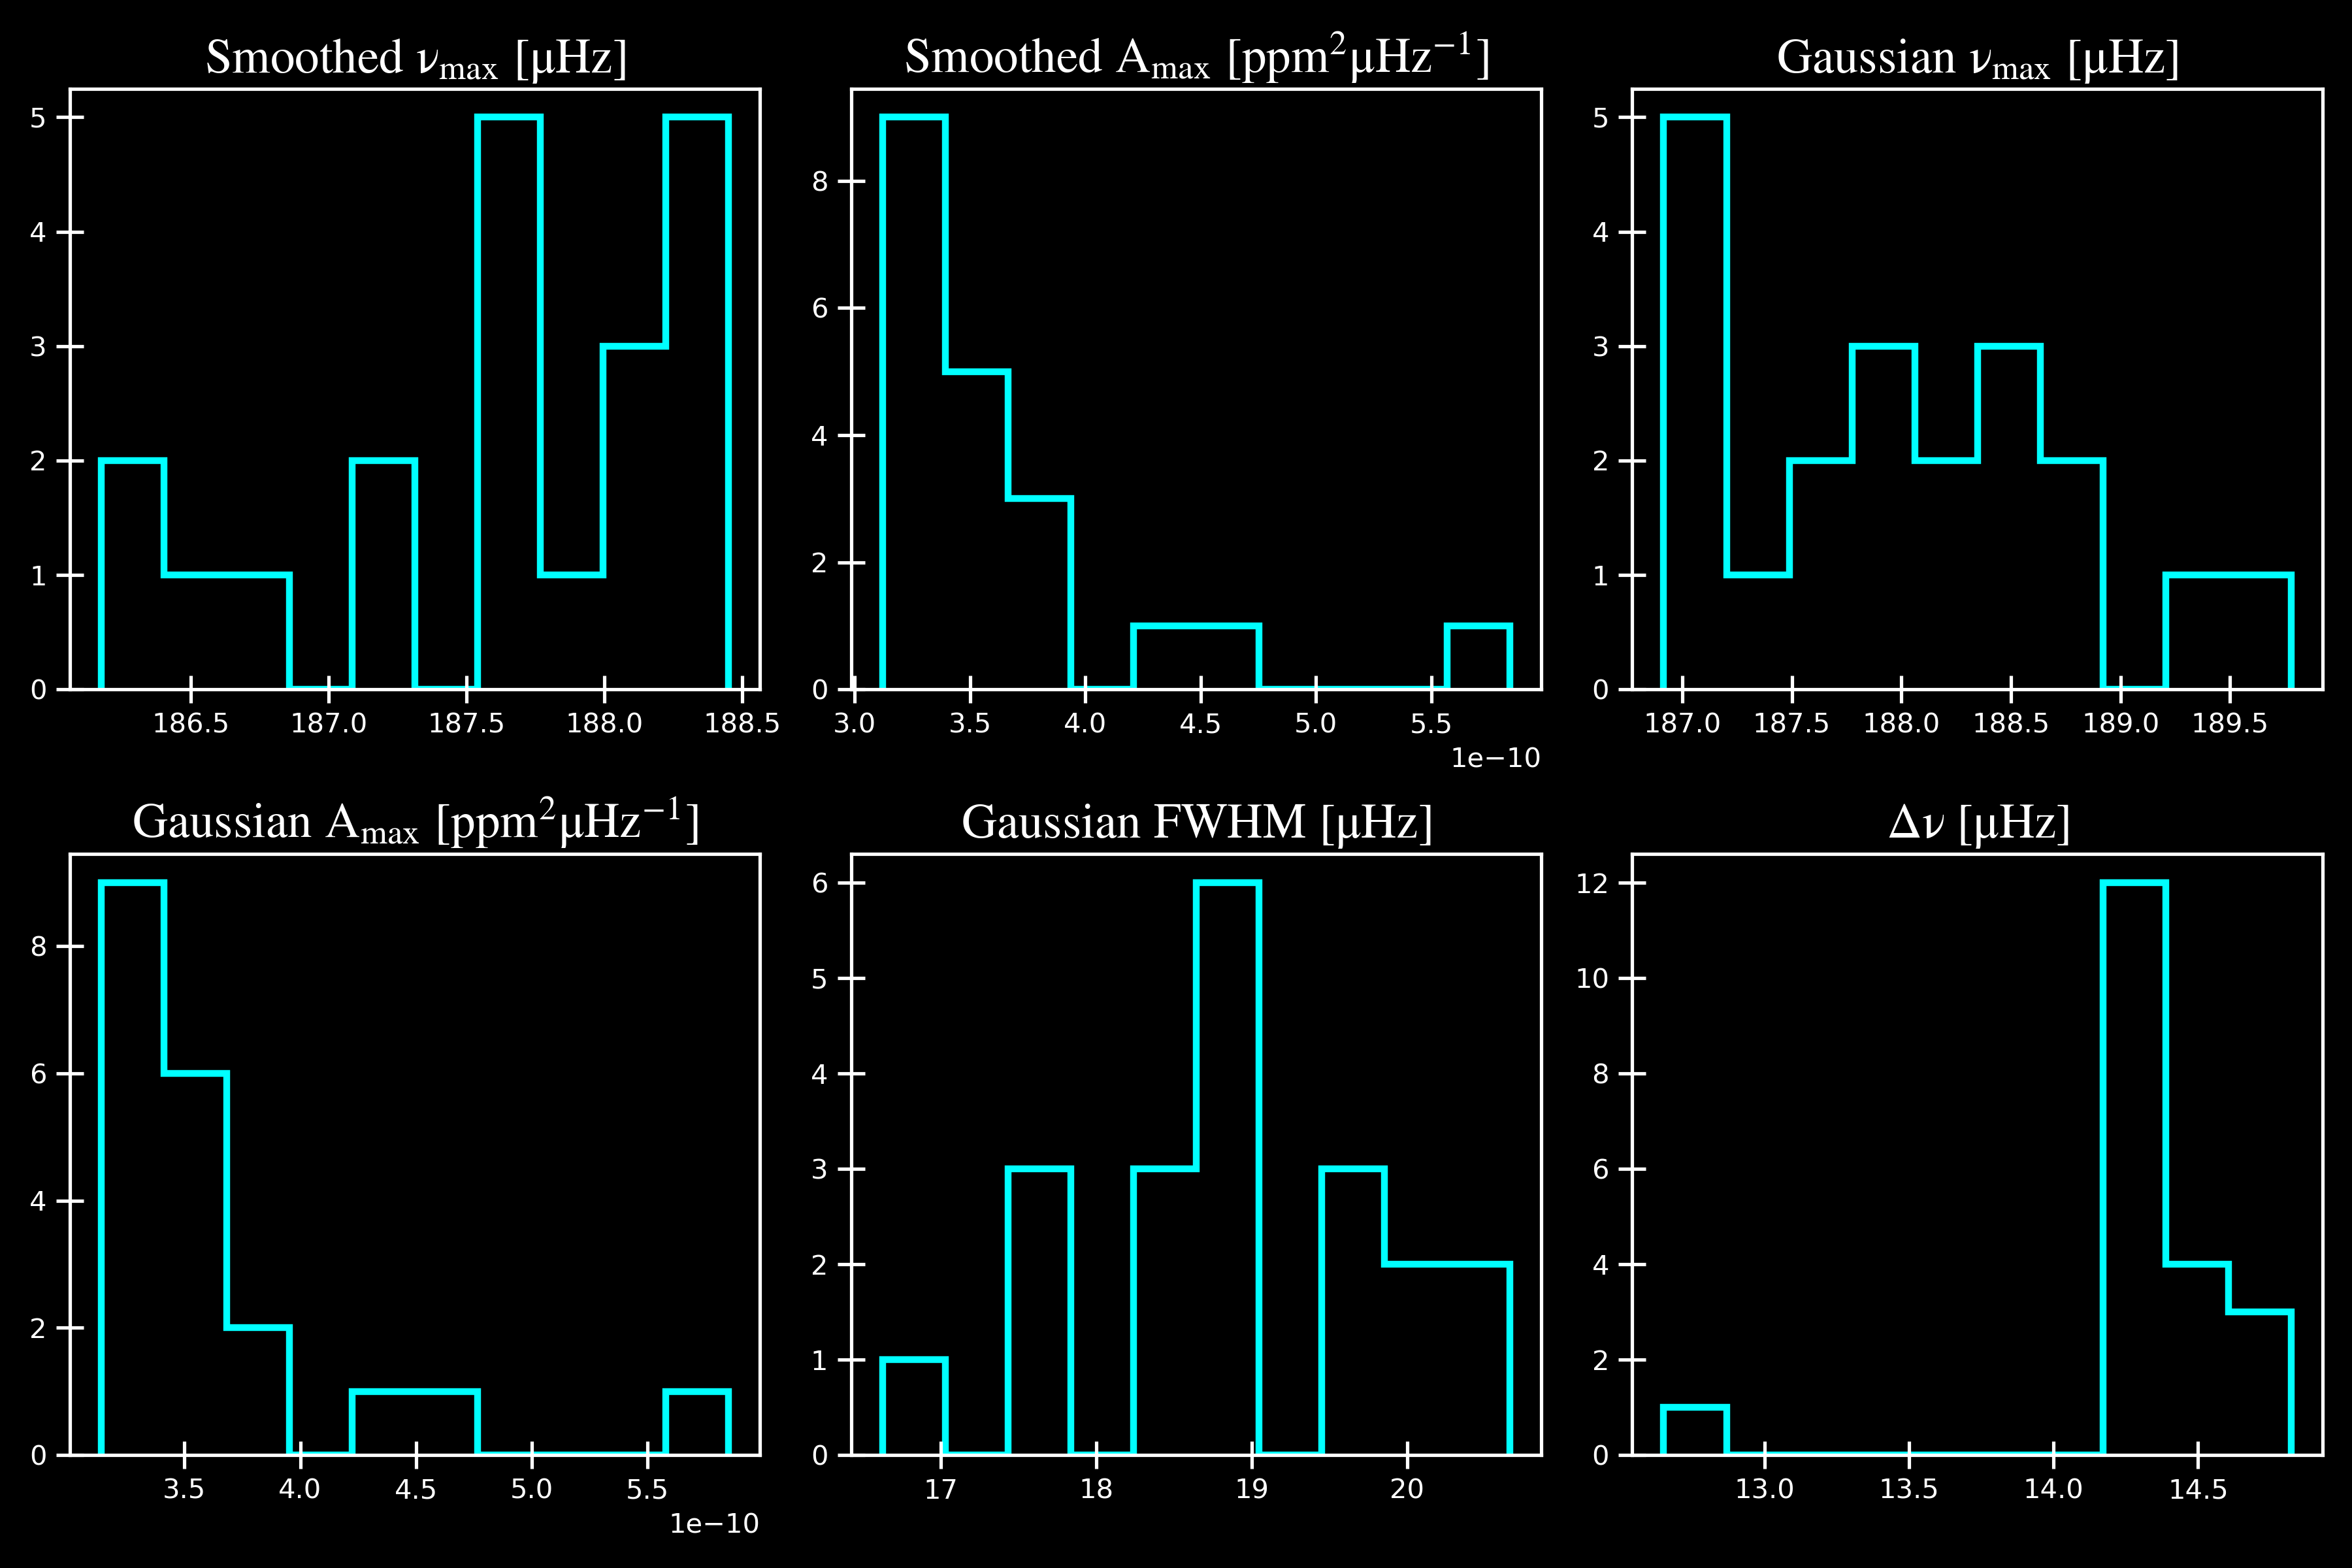 Smoothed ν_max [μHz]
5
4
3
2
1
0
186.5 187.0 187.5 188.0 188.5
Smoothed A_max [ppm²μHz⁻¹]
8
6
4
2
0
3.0 3.5 4.0 4.5 5.0 5.5
1e−10
Gaussian ν_max [μHz]
5
4
3
2
1
0
187.0 187.5 188.0 188.5 189.0 189.5
Gaussian A_max [ppm²μHz⁻¹]
8
6
4
2
0
3.5 4.0 4.5 5.0 5.5
1e−10
Gaussian FWHM [μHz]
6
5
4
3
2
1
0
17 18 19 20
Δν [μHz]
12
10
8
6
4
2
0
13.0 13.5 14.0 14.5